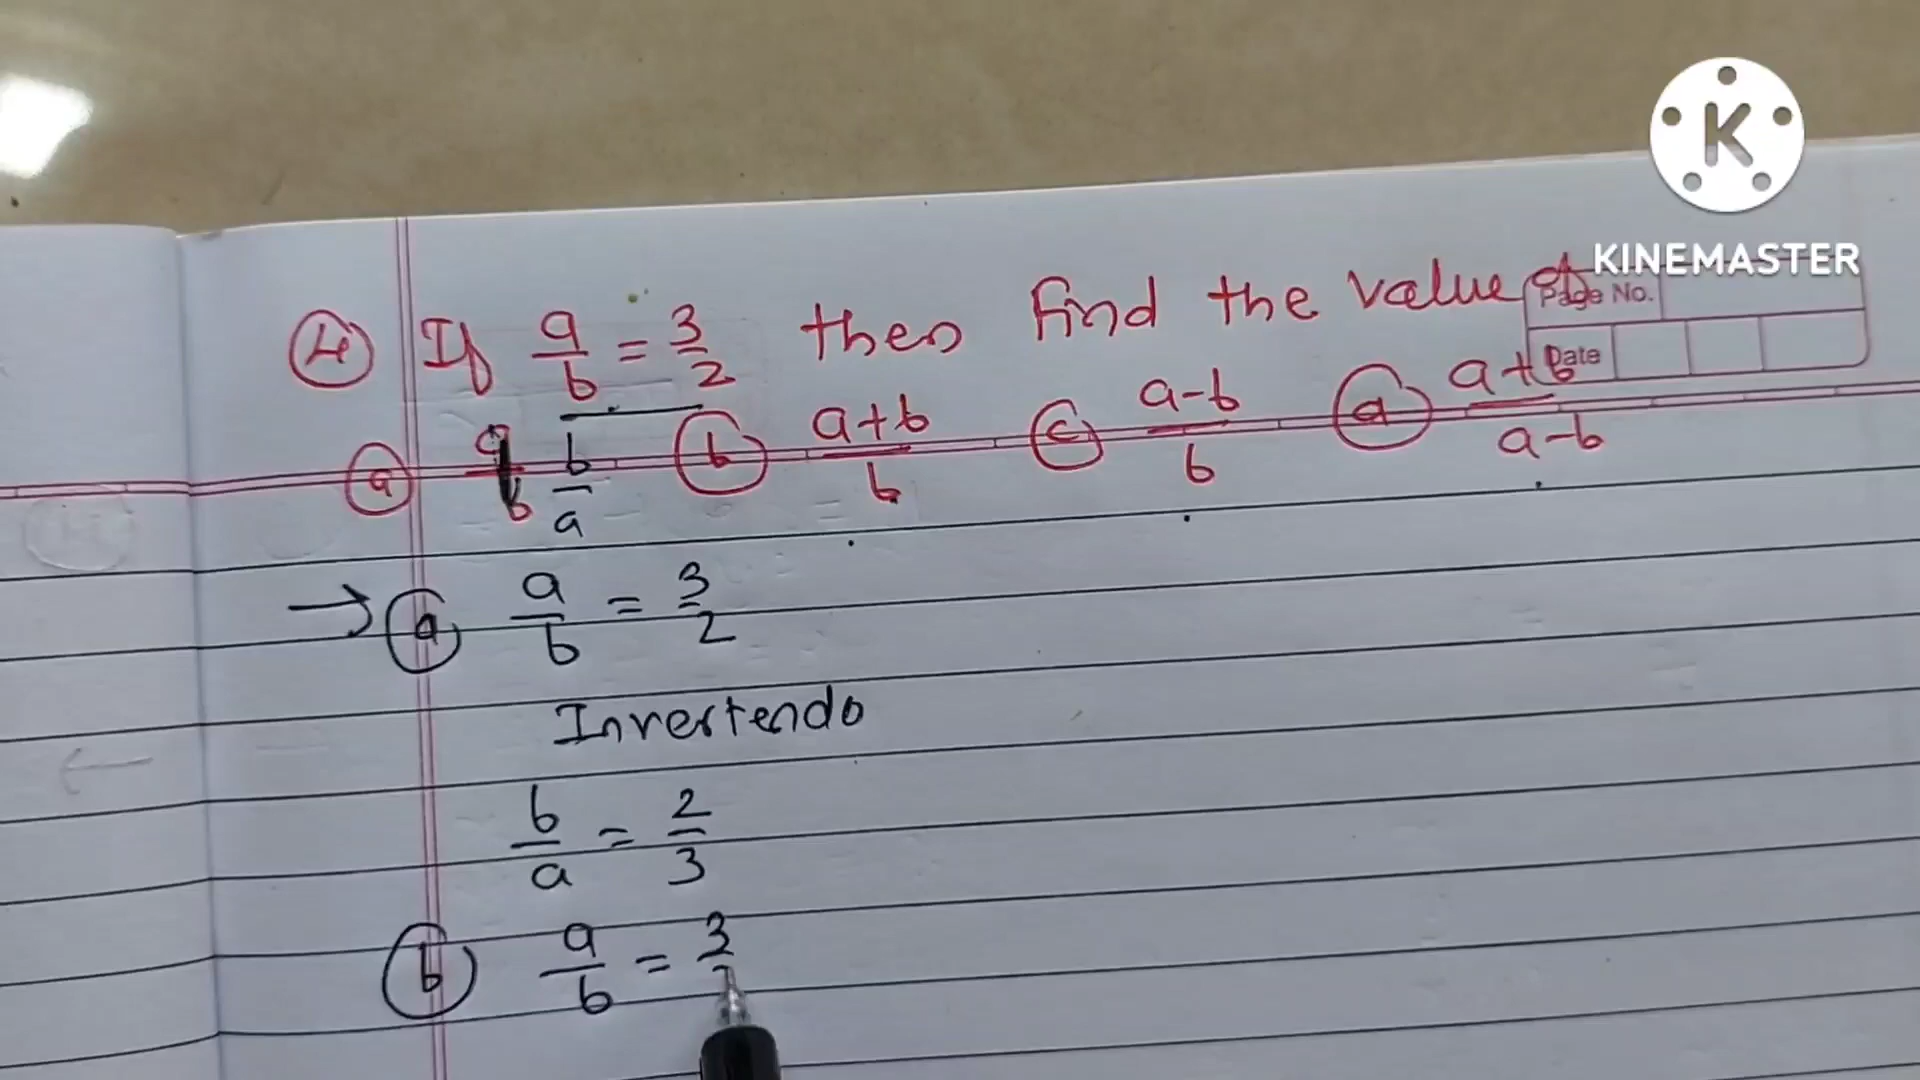 K
KINEMASTER
Page No.
Date
④ If a/b = 3/2 then find the value of
ⓐ b/a ⓑ a+b/b ⓒ a-b/b ⓓ a+b/a-b
→ ⓐ a/b = 3/2
Invertendo
b/a = 2/3
ⓑ a/b = 3